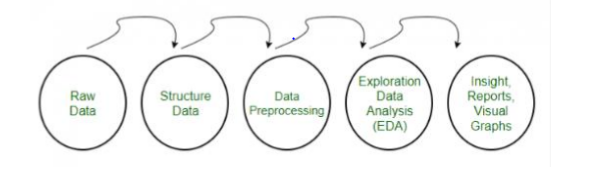 Raw
Data
Structure
Data
Data
Preprocessing
Exploration
Data
Analysis
(EDA)
Insight,
Reports,
Visual
Graphs